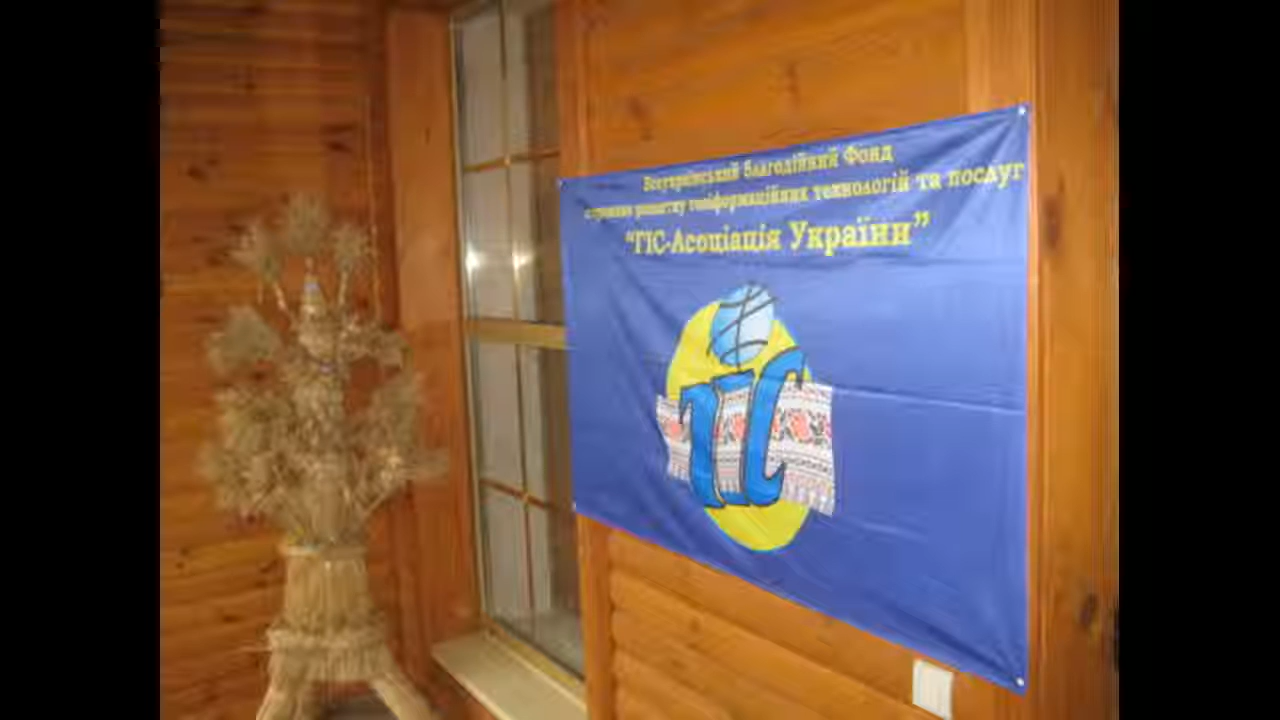 Всеукраїнський Благодійний Фонд
сприяння розвитку геоінформаційних технологій та послуг
“ГІС-Асоціація України”
ГІС